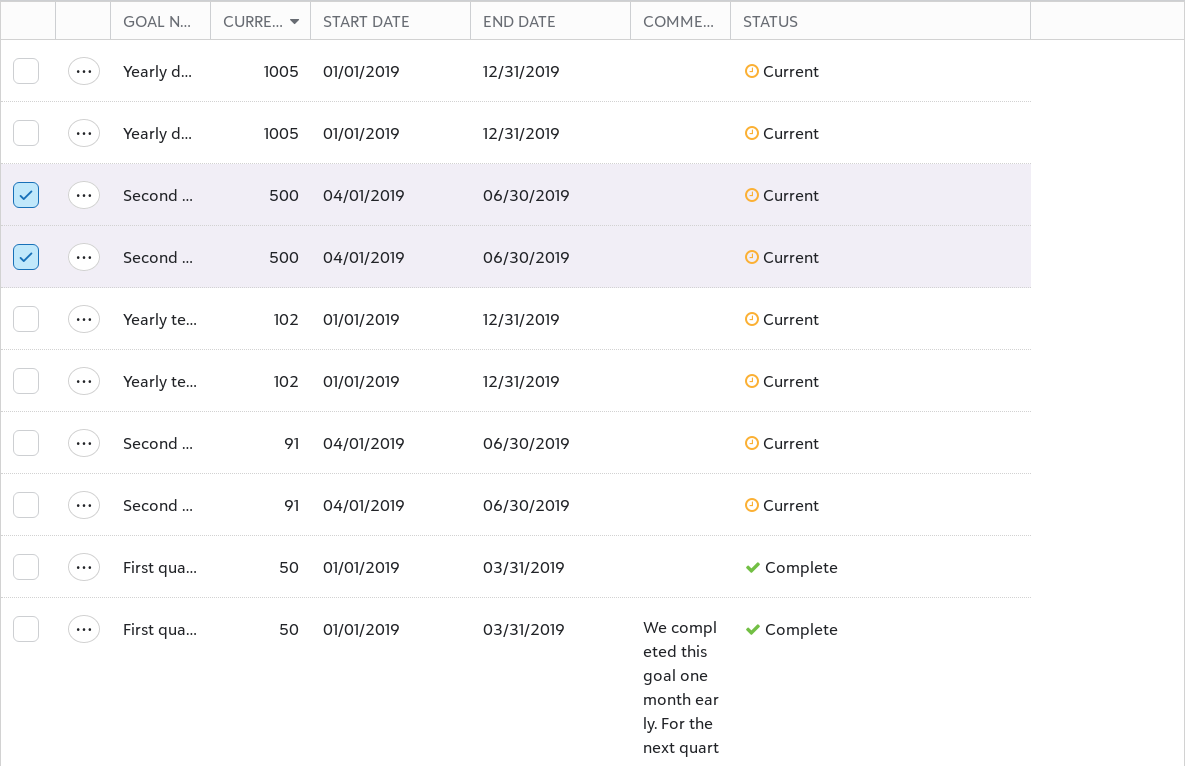 GOAL N... CURRE... START DATE END DATE COMME... STATUS
Yearly d... 1005 01/01/2019 12/31/2019 Current
Yearly d... 1005 01/01/2019 12/31/2019 Current
Second ... 500 04/01/2019 06/30/2019 Current
Second ... 500 04/01/2019 06/30/2019 Current
Yearly te... 102 01/01/2019 12/31/2019 Current
Yearly te... 102 01/01/2019 12/31/2019 Current
Second ... 91 04/01/2019 06/30/2019 Current
Second ... 91 04/01/2019 06/30/2019 Current
First qua... 50 01/01/2019 03/31/2019 Complete
First qua... 50 01/01/2019 03/31/2019 We compl Complete
eted this
goal one
month ear
ly. For the
next quart